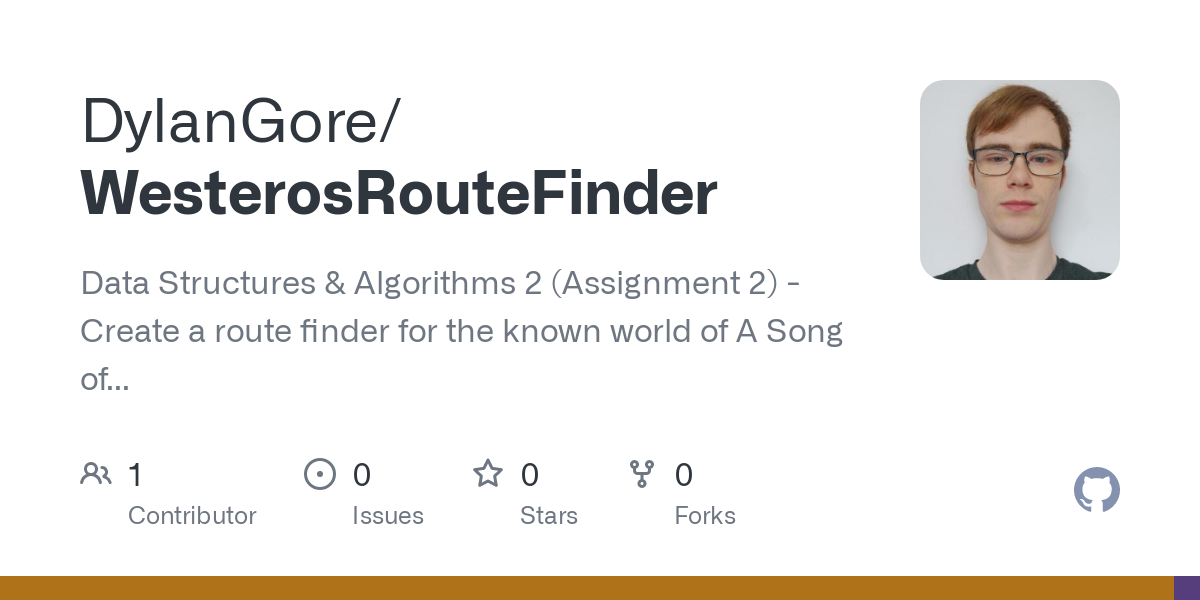 DylanGore/
WesterosRouteFinder
Data Structures & Algorithms 2 (Assignment 2) -
Create a route finder for the known world of A Song
of...
1 0 0 0
Contributor Issues Stars Forks